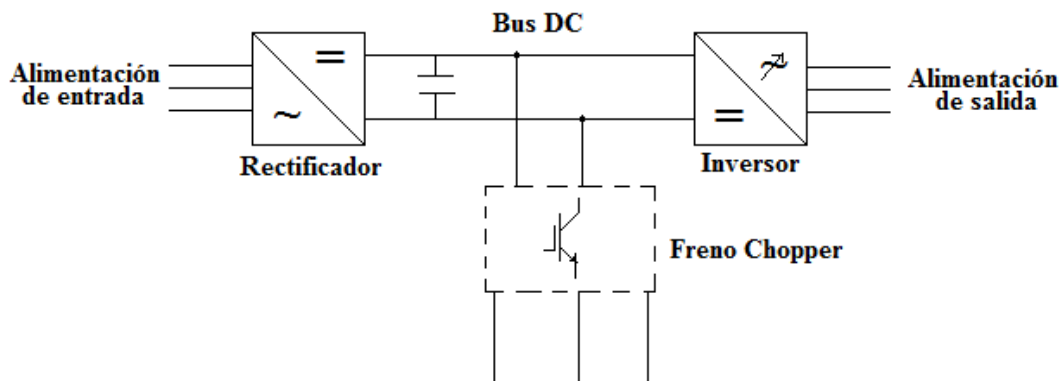 Bus DC
Alimentación
de entrada
=
~
Rectificador
~
=
Inversor
Alimentación
de salida
Freno Chopper